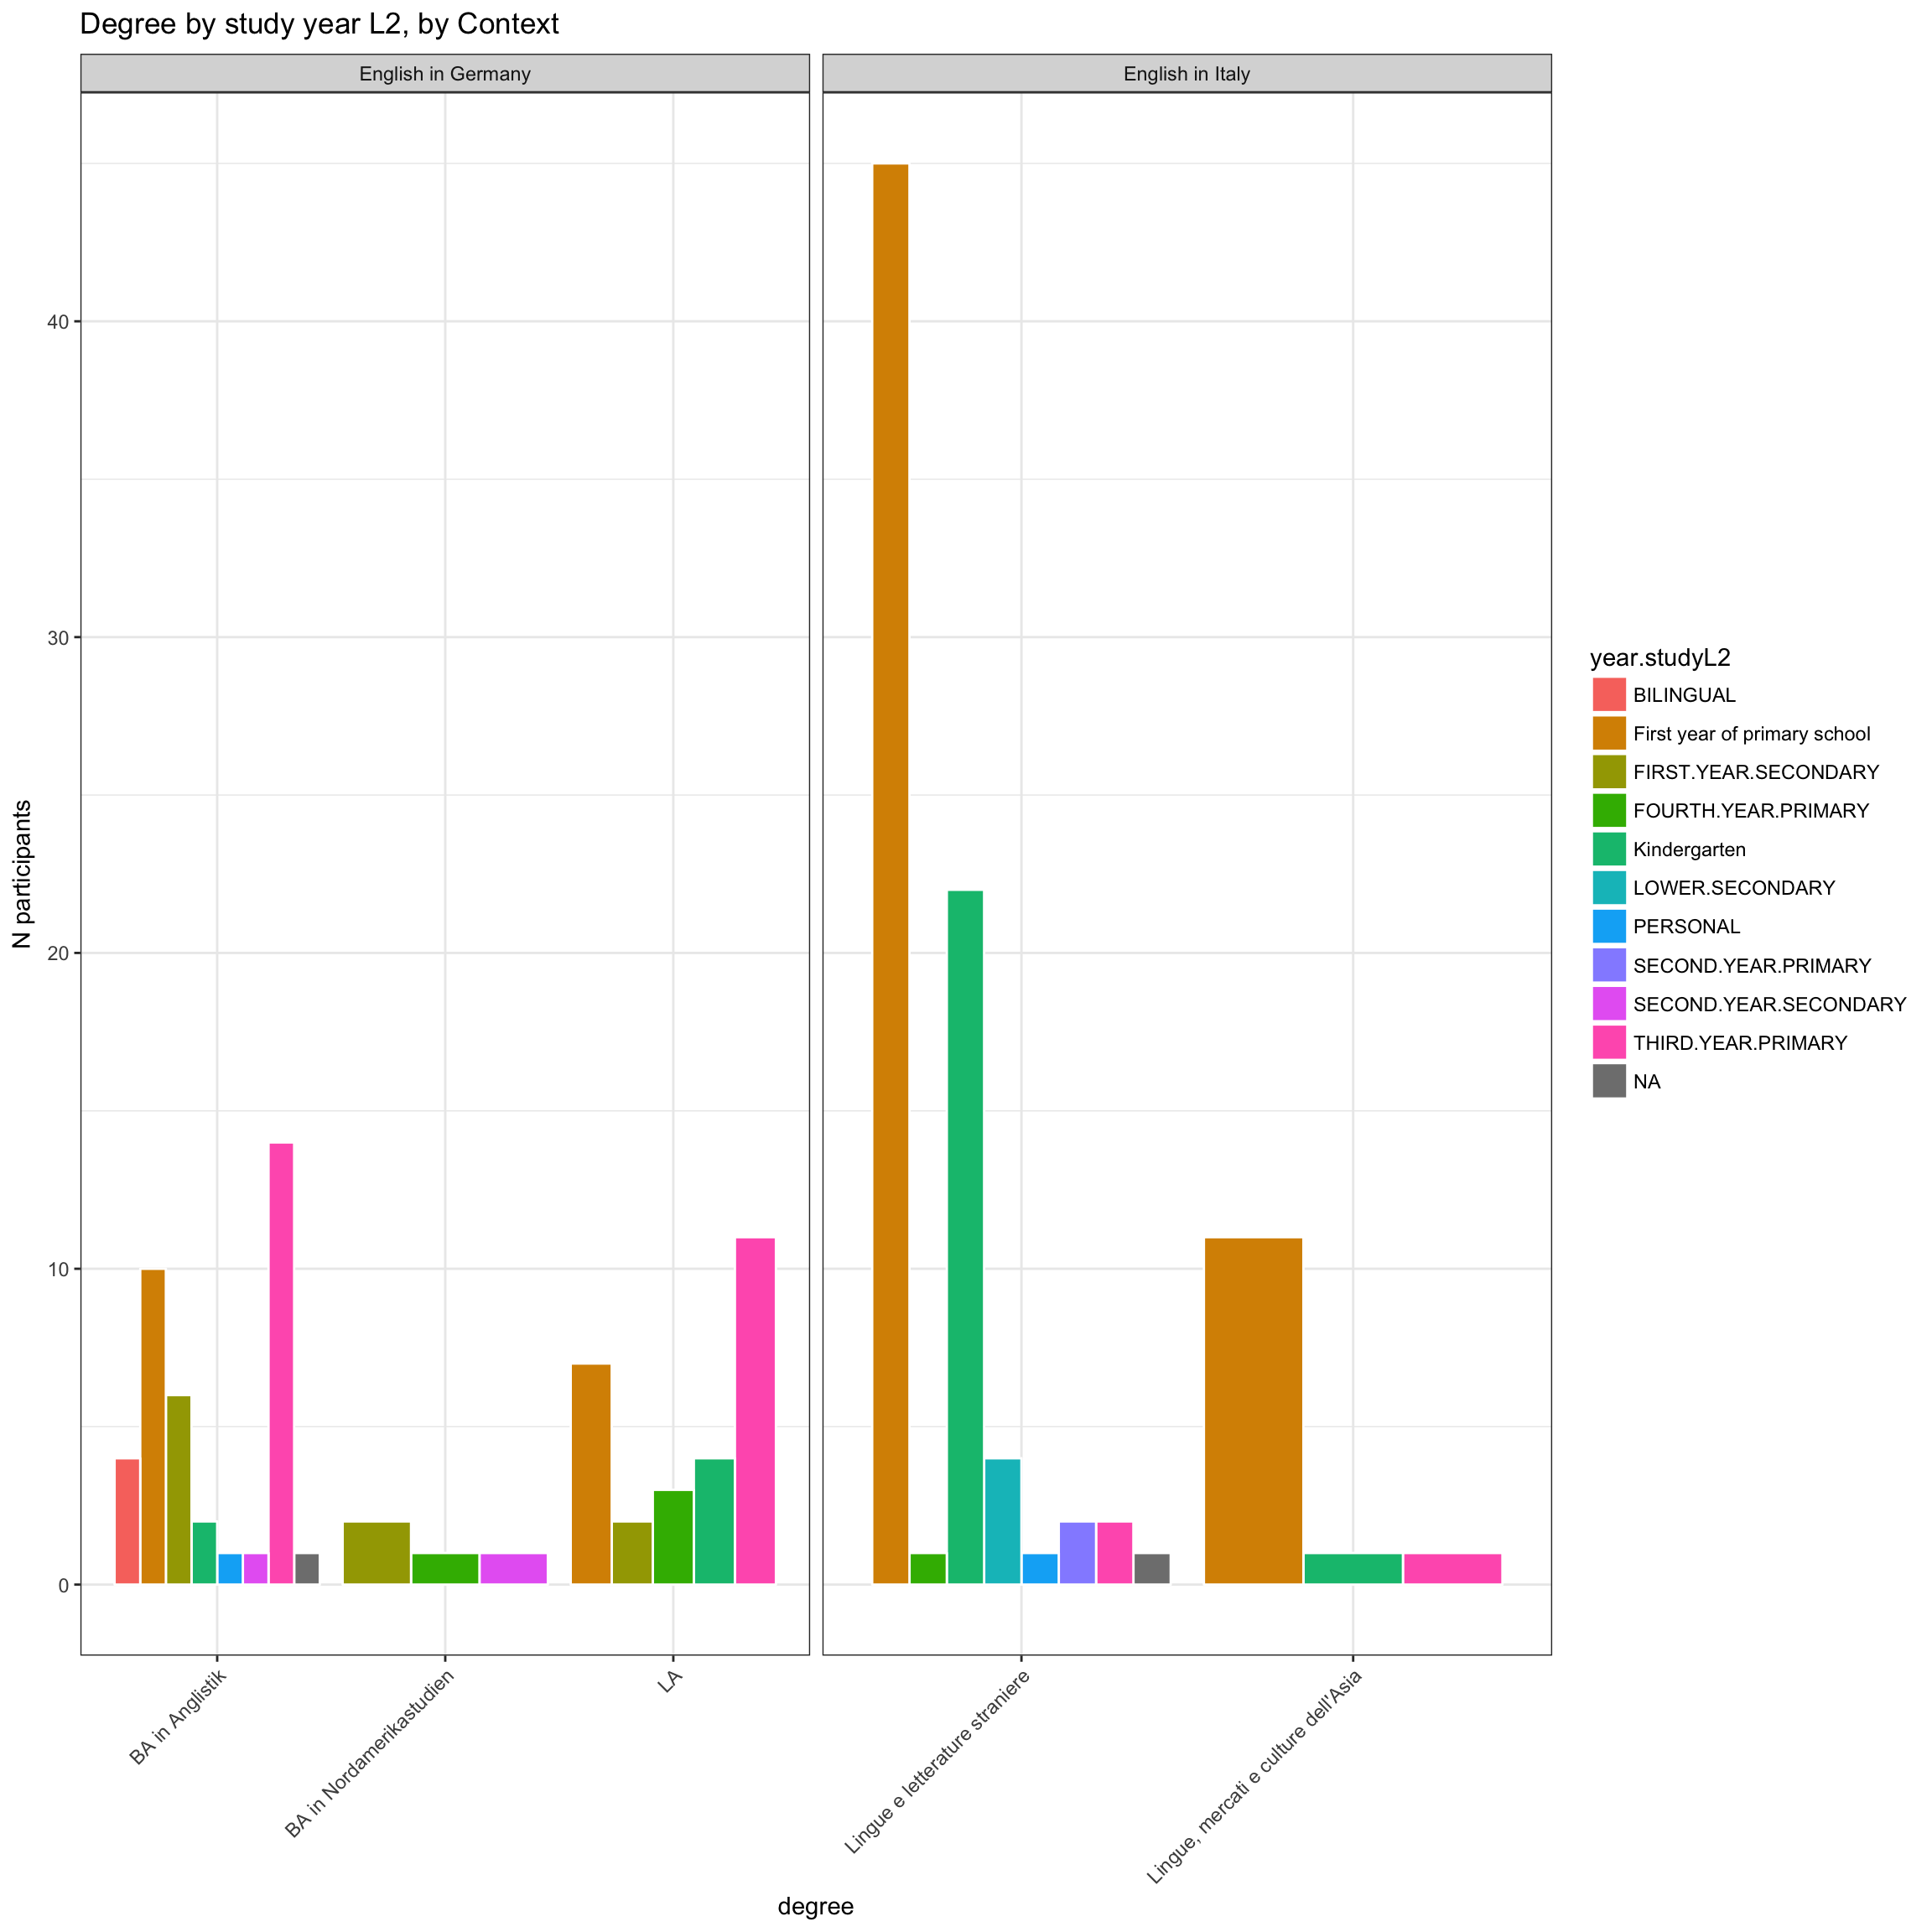 Degree by study year L2, by Context
English in Germany
English in Italy
N participants
40
30
20
10
0
BA in Anglistik
BA in Nordamerikastudien
LA
Lingue e letterature straniere
Lingue, mercati e culture dell'Asia
degree
year.studyL2
BILINGUAL
First year of primary school
FIRST.YEAR.SECONDARY
FOURTH.YEAR.PRIMARY
Kindergarten
LOWER.SECONDARY
PERSONAL
SECOND.YEAR.PRIMARY
SECOND.YEAR.SECONDARY
THIRD.YEAR.PRIMARY
NA